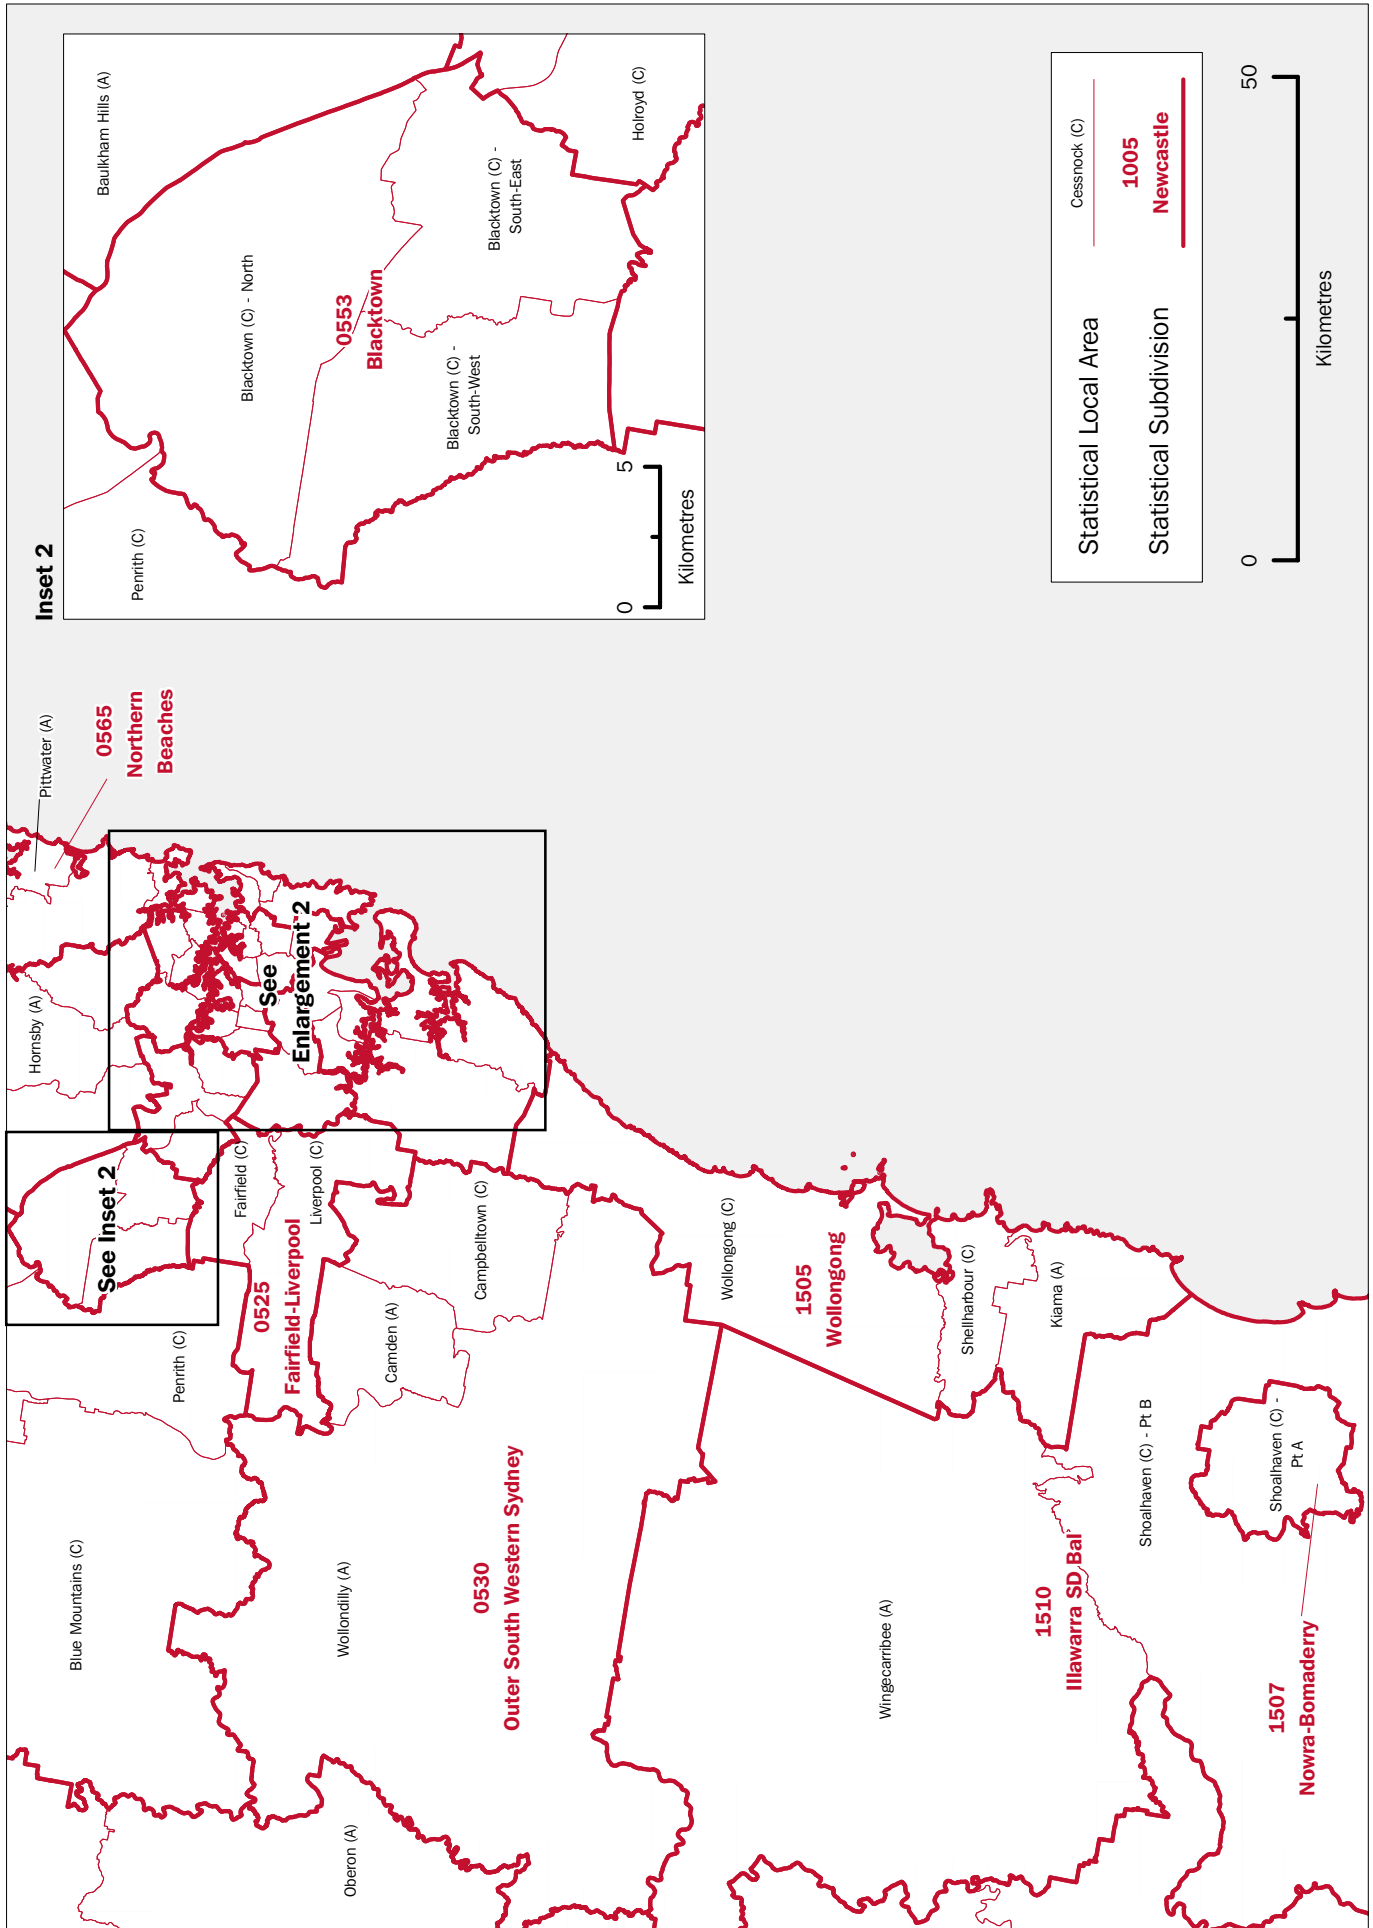 Inset 2
Baulkham Hills (A)
Penrith (C)
Blacktown (C) - North
0553
Blacktown
Blacktown (C) -
South-West
Blacktown (C) -
South-East
Holroyd (C)
0
5
Kilometres
Pittwater (A)
0565
Northern
Beaches
Hornsby (A)
See
Enlargement 2
See Inset 2
Fairfield (C)
Liverpool (C)
0525
Fairfield-Liverpool
Penrith (C)
Blue Mountains (C)
Camden (A)
Campbelltown (C)
Wollondilly (A)
0530
Outer South Western Sydney
Oberon (A)
Wollongong (C)
1505
Wollongong
Shellharbour (C)
Kiama (A)
Wingecarribee (A)
1510
Illawarra SD Bal
Shoalhaven (C) - Pt B
Shoalhaven (C) -
Pt A
1507
Nowra-Bomaderry
Statistical Local Area
Cessnock (C)
Statistical Subdivision
1005
Newcastle
0
50
Kilometres